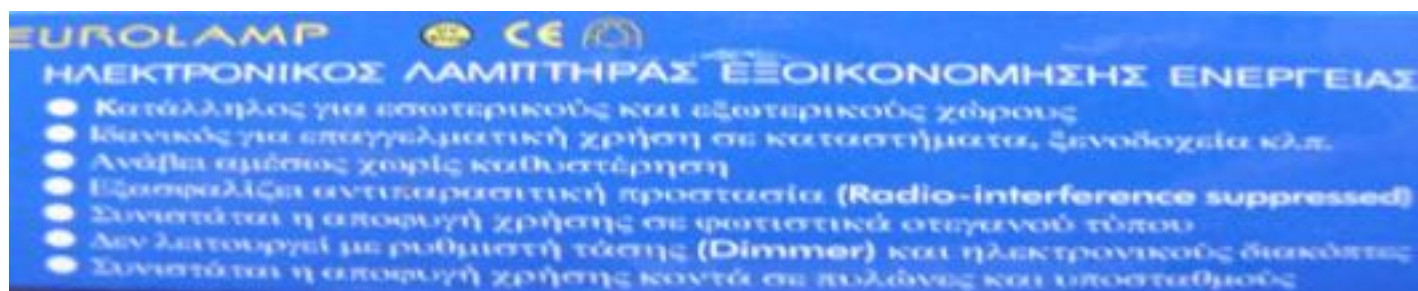 EUROLAMP CE
ΗΛΕΚΤΡΟΝΙΚΟΣ ΛΑΜΠΤΗΡΑΣ ΕΞΟΙΚΟΝΟΜΗΣΗΣ ΕΝΕΡΓΕΙΑΣ
● Κατάλληλος για εσωτερικούς και εξωτερικούς χώρους
● Ιδανικός για επαγγελματική χρήση σε καταστήματα, ξενοδοχεία κλπ.
● Ανάβει αμέσως χωρίς καθυστέρηση
● Εξασφαλίζει αντιπαρασιτική προστασία (Radio-interference suppressed)
● Συνιστάται η αποφυγή χρήσης σε φωτιστικά στεγανού τύπου
● Δεν λειτουργεί με ρυθμιστή τάσης (Dimmer) και ηλεκτρονικούς διακόπτες
● Συνιστάται η αποφυγή χρήσης κοντά σε πυλώνες και υποσταθμούς